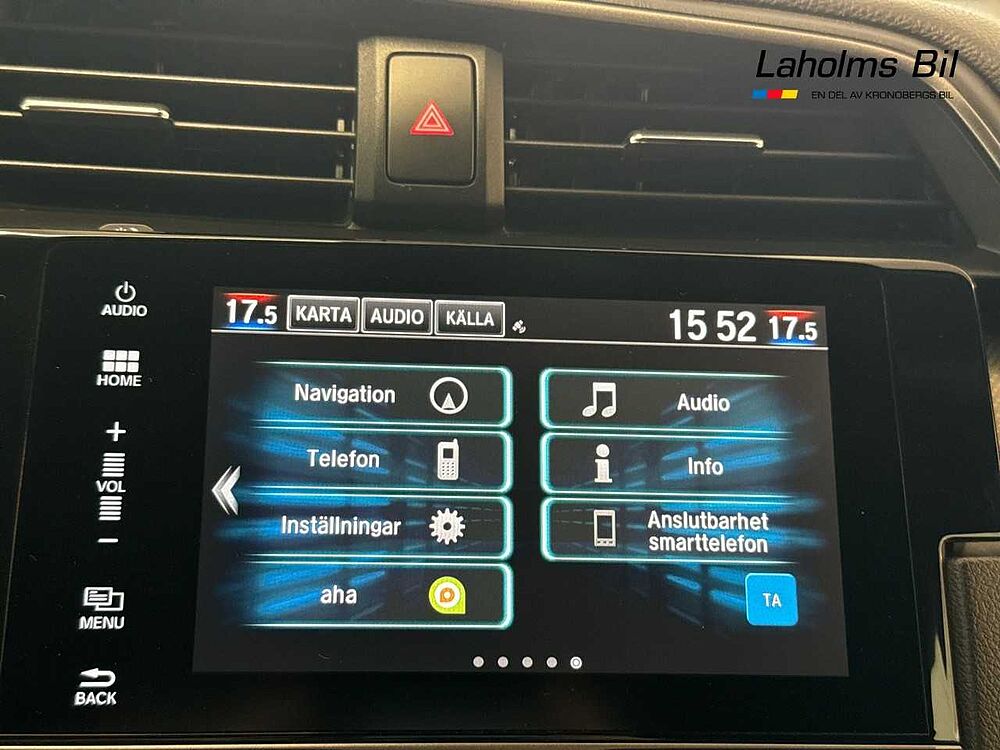 Laholms Bil
EN DEL AV KRONOBERGS BIL
AUDIO
HOME
+
VOL
−
MENU
BACK
17.5 KARTA AUDIO KÄLLA 15 52 17.5
Navigation
Telefon
Inställningar
aha
Audio
Info
Anslutbarhet
smarttelefon
TA